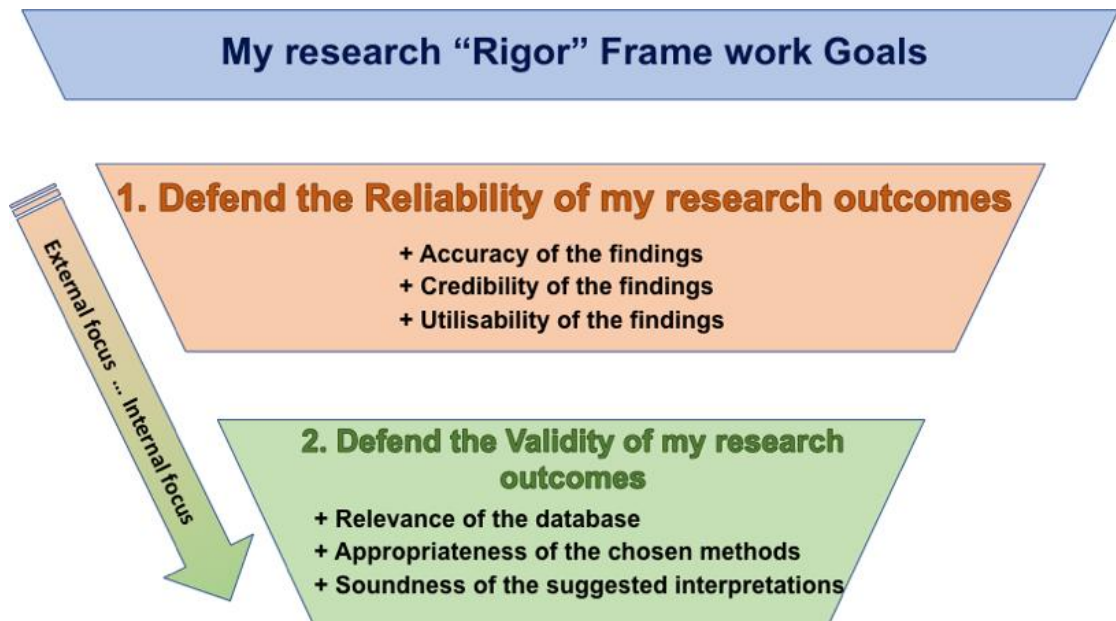 My research “Rigor” Frame work Goals
1. Defend the Reliability of my research outcomes
+ Accuracy of the findings
+ Credibility of the findings
+ Utilisability of the findings
External focus ... Internal focus
2. Defend the Validity of my research
outcomes
+ Relevance of the database
+ Appropriateness of the chosen methods
+ Soundness of the suggested interpretations